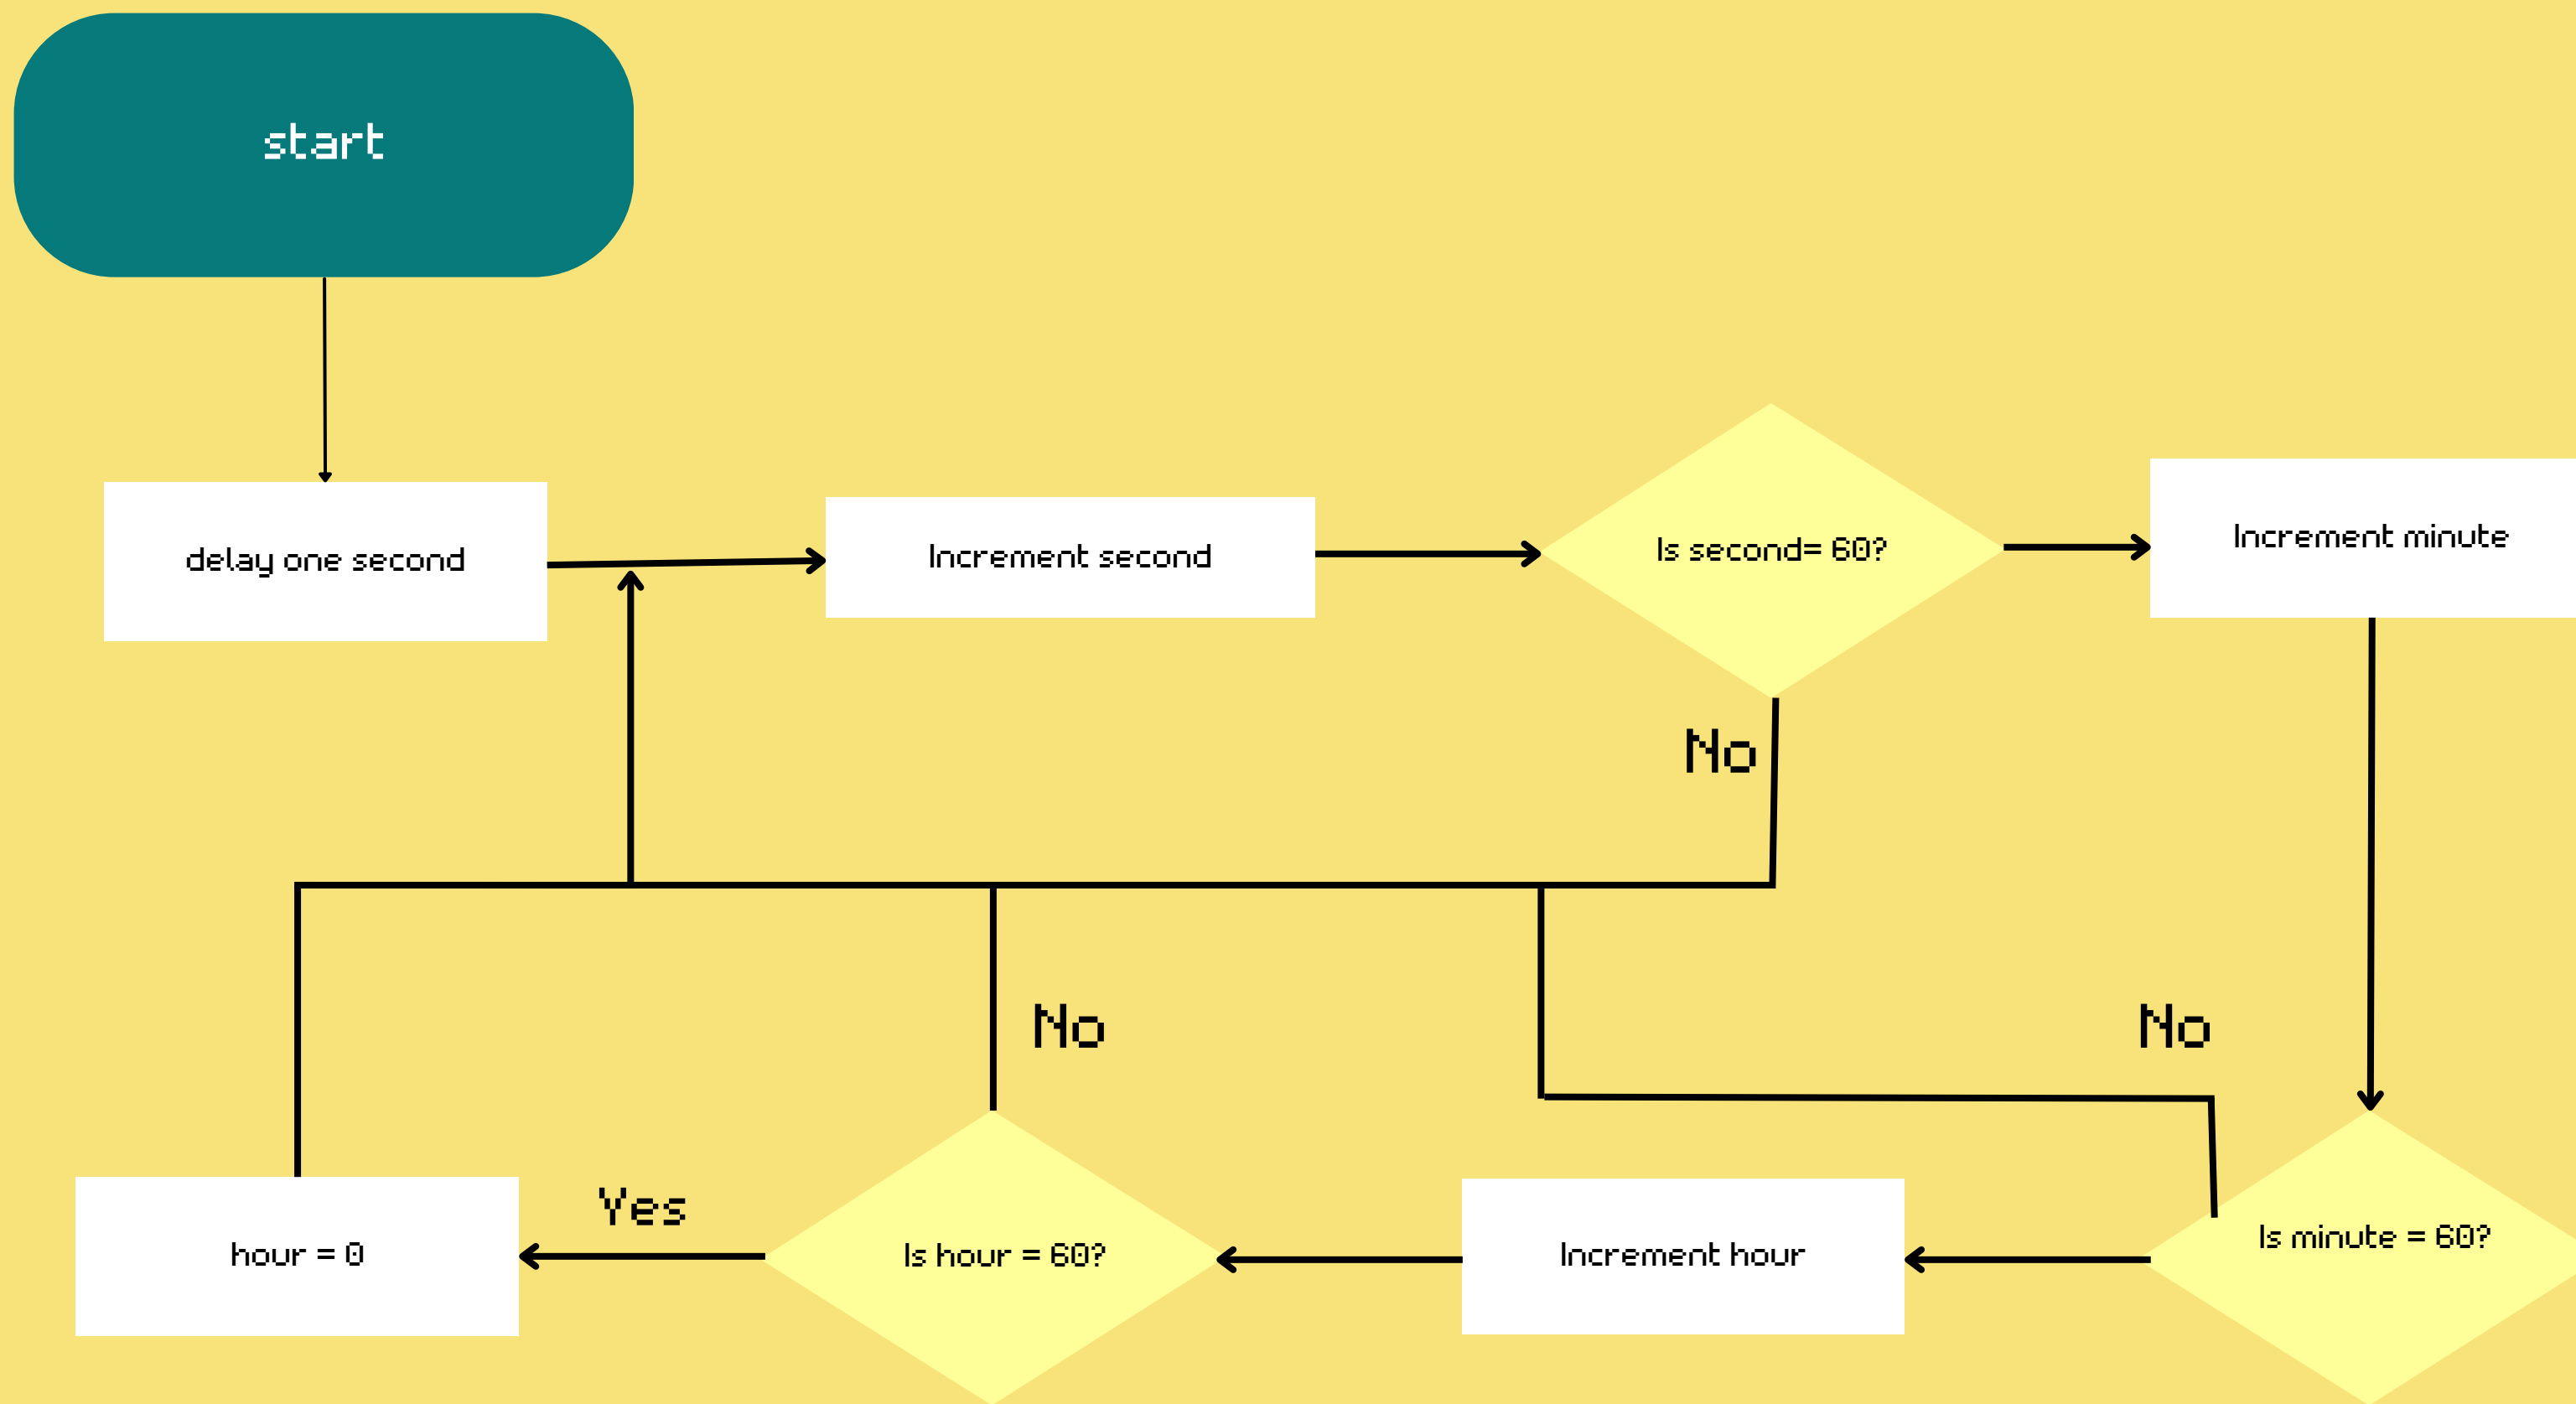 start
delay one second
Increment second
Is second= 60?
Increment minute
No
No
No
Yes
hour = 0
Is hour = 60?
Increment hour
Is minute = 60?